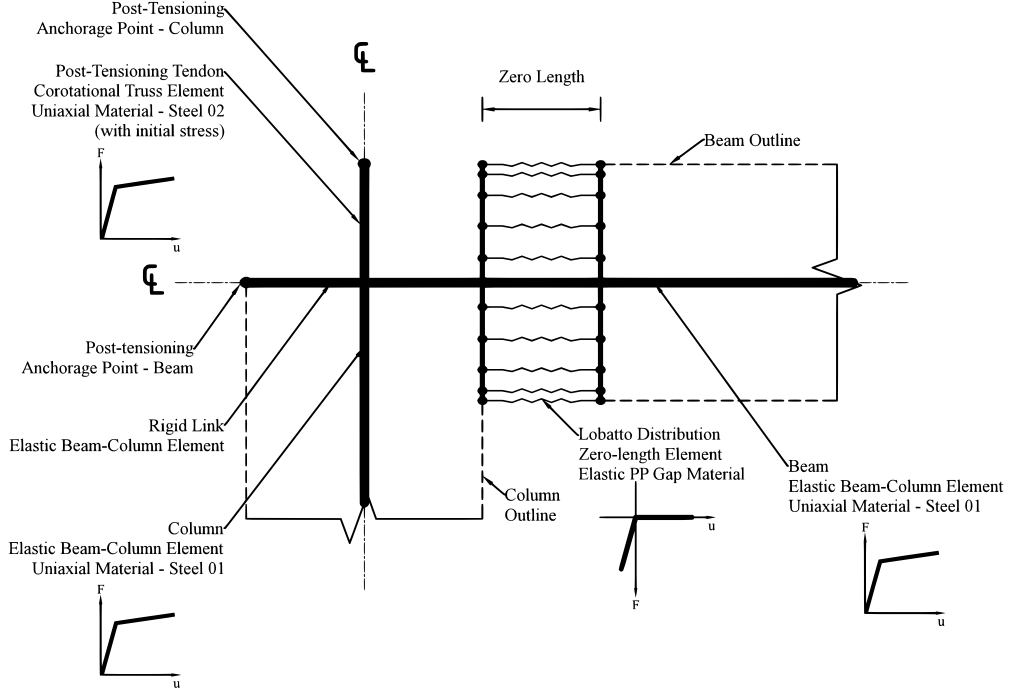 Post-Tensioning
Anchorage Point - Column
℄
Post-Tensioning Tendon
Corotational Truss Element
Uniaxial Material - Steel 02
(with initial stress)
F
u
Zero Length
Beam Outline
℄
Post-tensioning
Anchorage Point - Beam
Rigid Link
Elastic Beam-Column Element
Lobatto Distribution
Zero-length Element
Elastic PP Gap Material
u
F
Column
Outline
Beam
Elastic Beam-Column Element
Uniaxial Material - Steel 01
F
u
Column
Elastic Beam-Column Element
Uniaxial Material - Steel 01
F
u